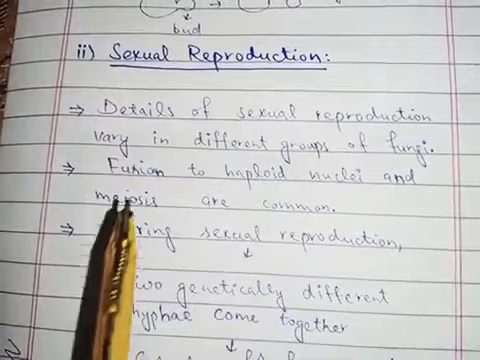 bud
ii) Sexual Reproduction:
⇒ Details of sexual reproduction
vary in different groups of fungi.
⇒ Fusion to haploid nuclei and
meiosis are common.
⇒ ring sexual reproduction,
↓
wo genetically different
hyphae come together
↓